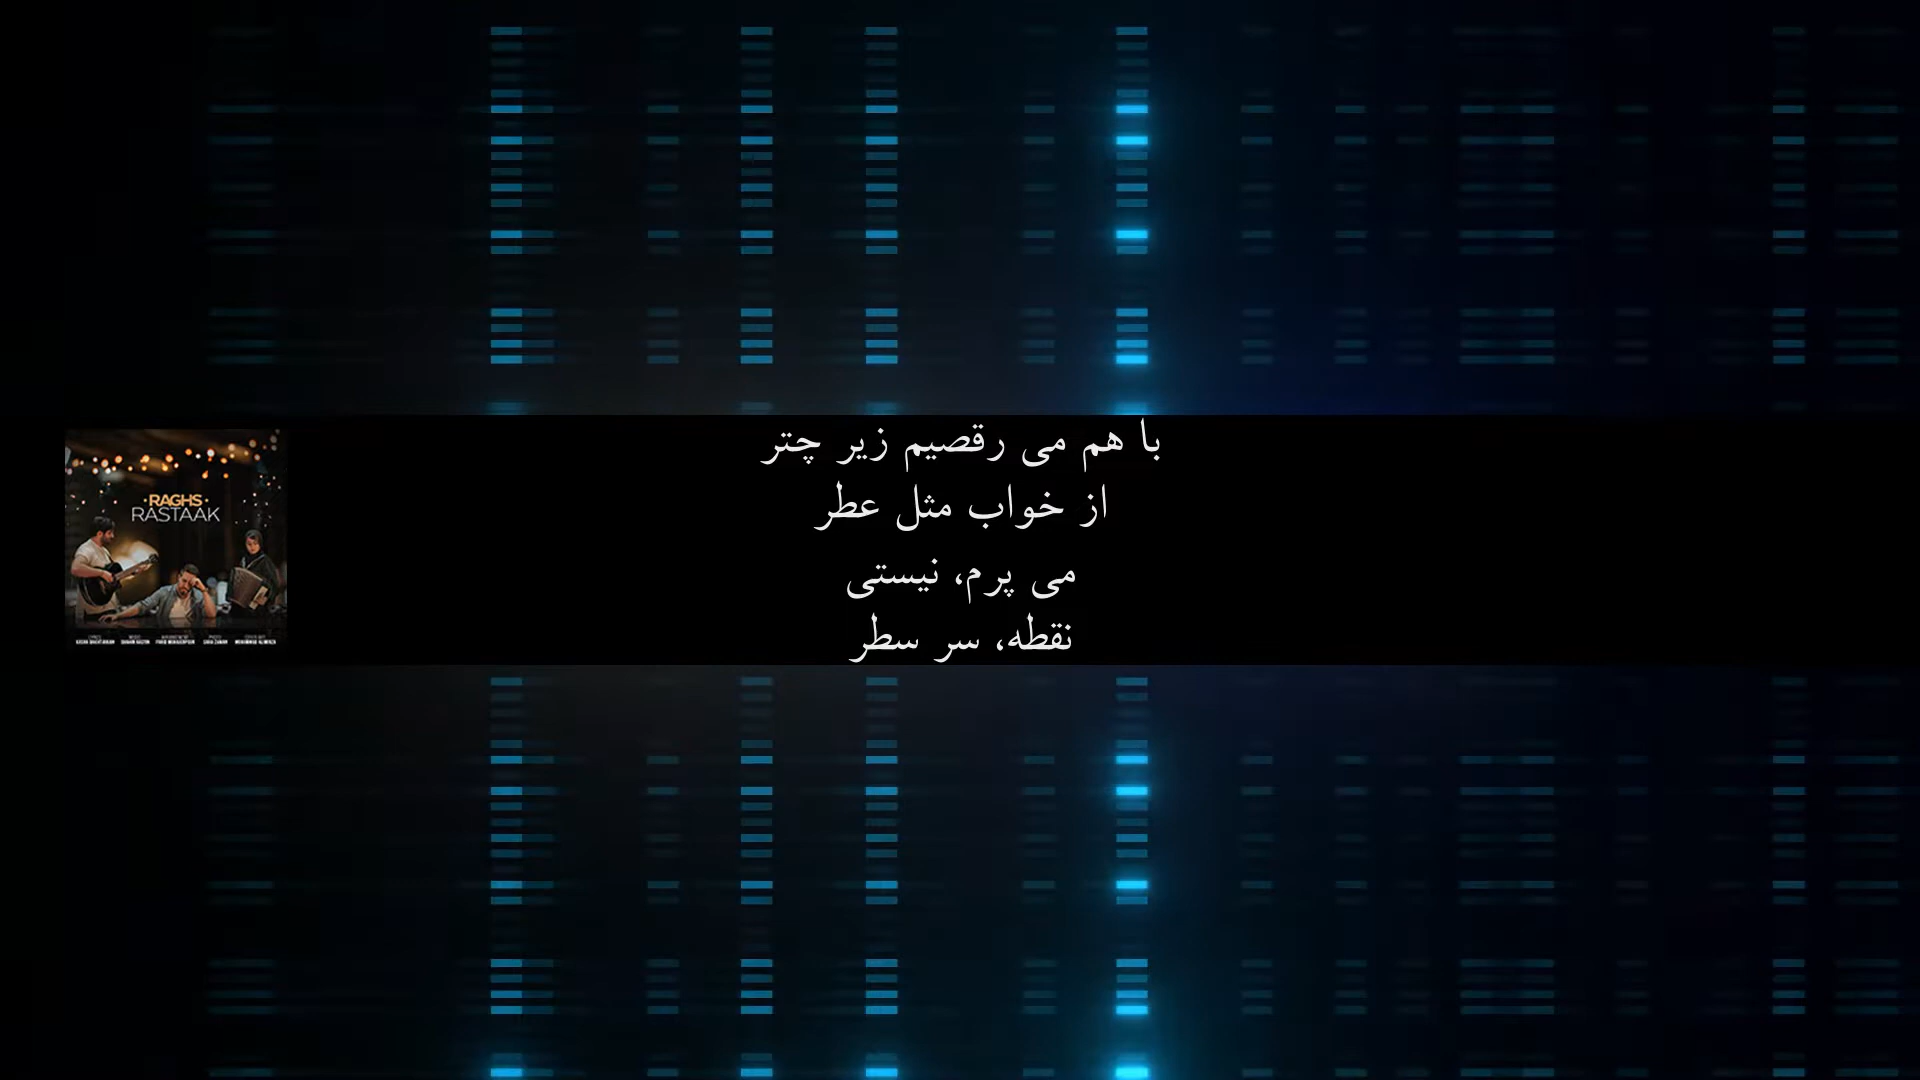 با هم می رقصیم زیر چتر
از خواب مثل عطر
می پرم، نیستی
نقطه، سر سطر
RAGHS
RASTAAK